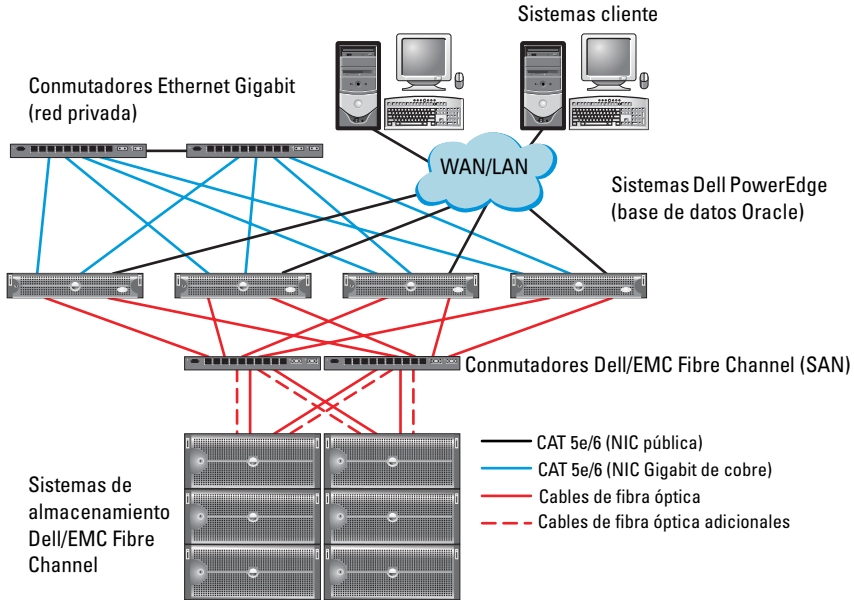 Sistemas cliente
Conmutadores Ethernet Gigabit
(red privada)
WAN/LAN
Sistemas Dell PowerEdge
(base de datos Oracle)
Conmutadores Dell/EMC Fibre Channel (SAN)
Sistemas de
almacenamiento
Dell/EMC Fibre
Channel
CAT 5e/6 (NIC pública)
CAT 5e/6 (NIC Gigabit de cobre)
Cables de fibra óptica
Cables de fibra óptica adicionales